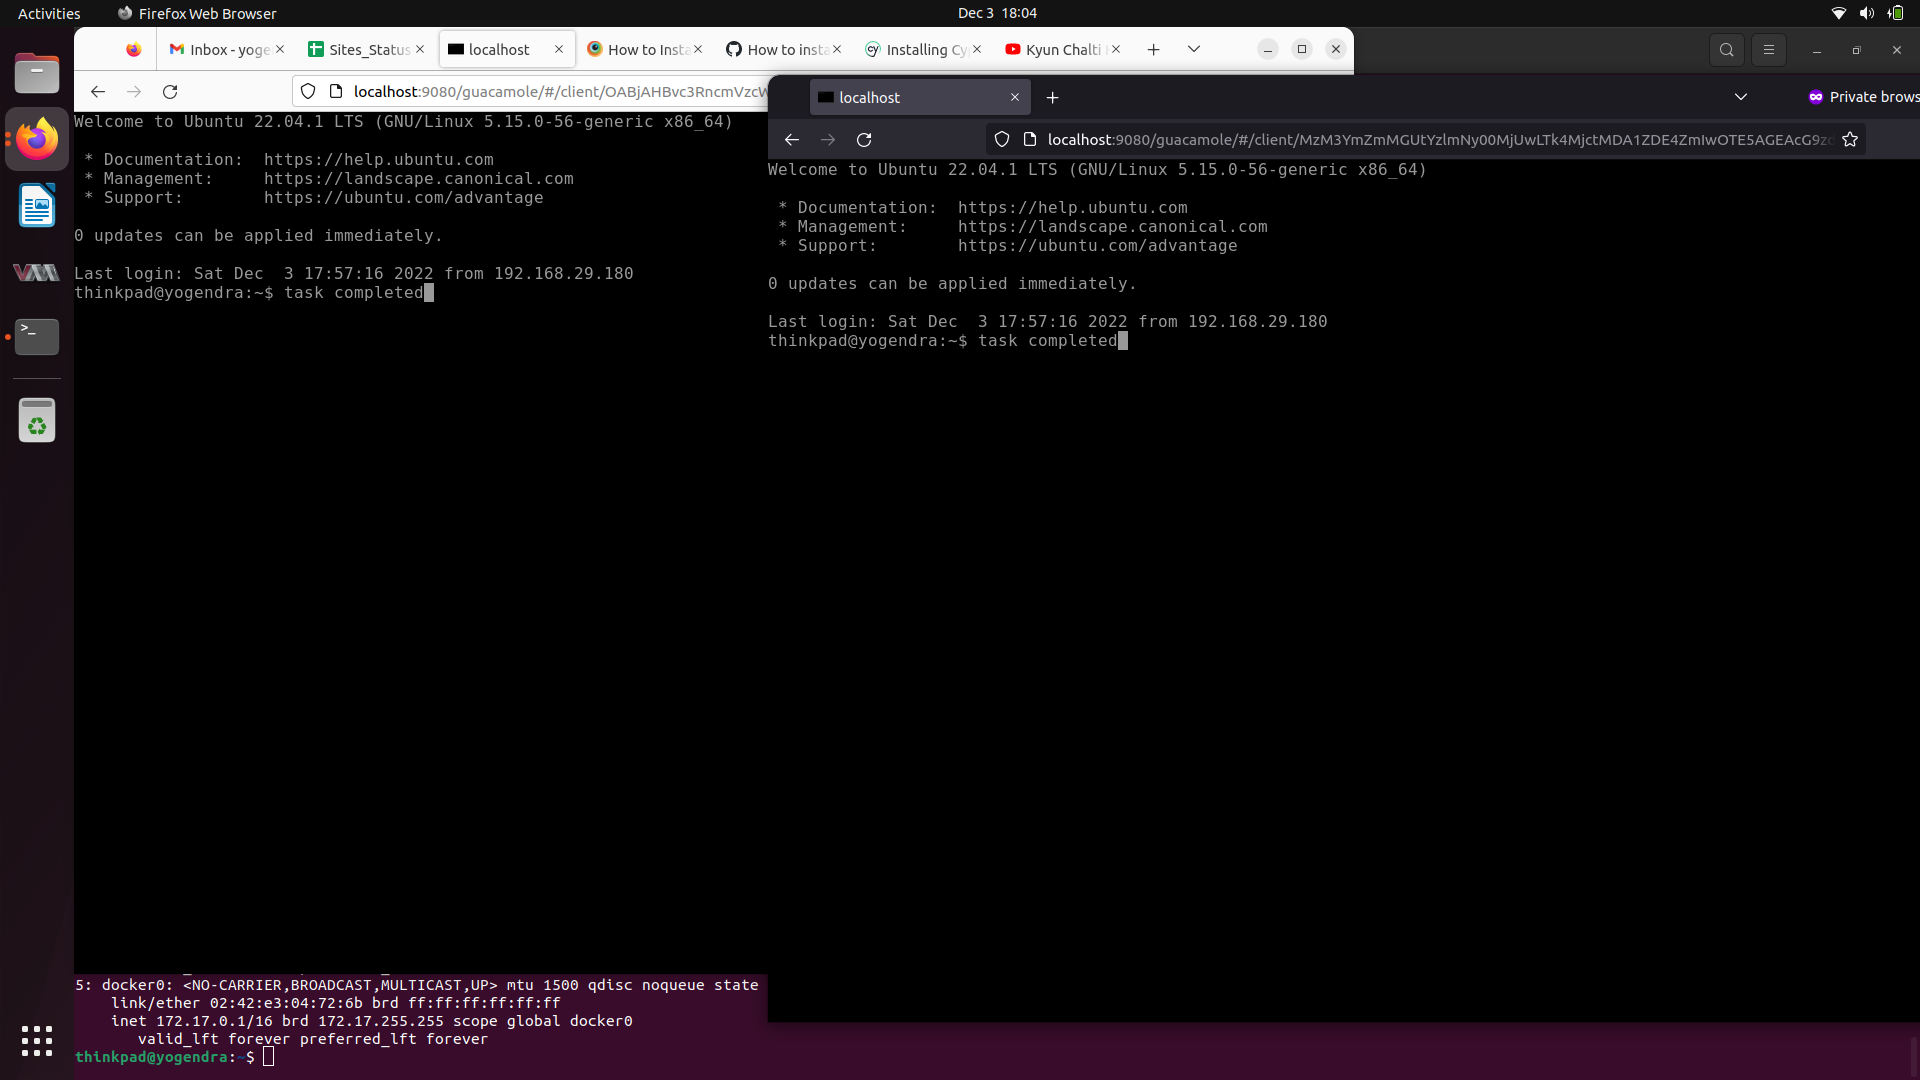 Activities
Firefox Web Browser
Dec 3 18:04
Inbox - yoge
Sites_Status
localhost
How to Insta
How to insta
Installing Cy
Kyun Chalti
localhost:9080/guacamole/#/client/OABjAHBvc3RncmVzcW
Welcome to Ubuntu 22.04.1 LTS (GNU/Linux 5.15.0-56-generic x86_64)
* Documentation: https://help.ubuntu.com
* Management: https://landscape.canonical.com
* Support: https://ubuntu.com/advantage
0 updates can be applied immediately.
Last login: Sat Dec  3 17:57:16 2022 from 192.168.29.180
thinkpad@yogendra:~$ task completed
localhost
Private brows
localhost:9080/guacamole/#/client/MzM3YmZmMGUtYzlmNy00MjUwLTk4MjctMDA1ZDE4ZmIwOTE5AGEAcG9zc
Welcome to Ubuntu 22.04.1 LTS (GNU/Linux 5.15.0-56-generic x86_64)
* Documentation: https://help.ubuntu.com
* Management: https://landscape.canonical.com
* Support: https://ubuntu.com/advantage
0 updates can be applied immediately.
Last login: Sat Dec  3 17:57:16 2022 from 192.168.29.180
thinkpad@yogendra:~$ task completed
5: docker0: <NO-CARRIER,BROADCAST,MULTICAST,UP> mtu 1500 qdisc noqueue state
link/ether 02:42:e3:04:72:6b brd ff:ff:ff:ff:ff:ff
inet 172.17.0.1/16 brd 172.17.255.255 scope global docker0
valid_lft forever preferred_lft forever
thinkpad@yogendra:~$